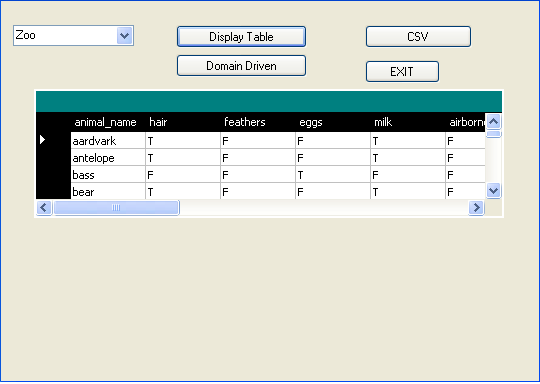 Zoo Display Table CSV
Domain Driven EXIT
animal_name hair feathers eggs milk airborne
aardvark T F F T F
antelope T F F T F
bass F F T F F
bear T F F T F